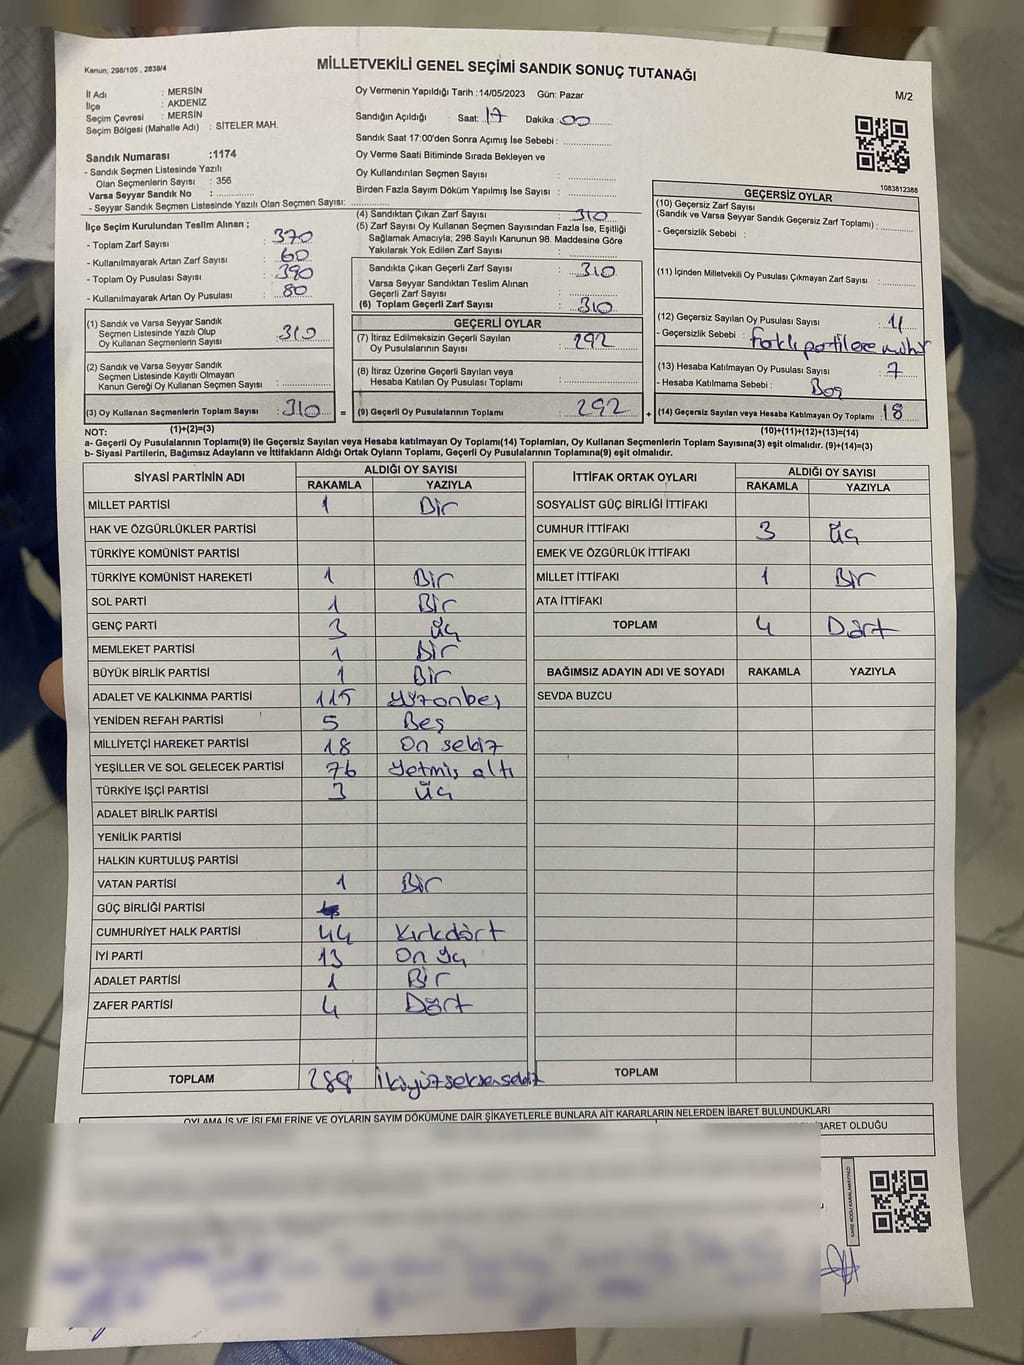 Kanun; 298/105 , 2839/4
MİLLETVEKİLİ GENEL SEÇİMİ SANDIK SONUÇ TUTANAĞI
M/2
İl Adı : MERSİN
İlçe : AKDENİZ
Seçim Çevresi : MERSİN
Seçim Bölgesi (Mahalle Adı) : SİTELER MAH.
Sandık Numarası :1174
- Sandık Seçmen Listesinde Yazılı
Olan Seçmenlerin Sayısı : 356
Varsa Seyyar Sandık No :
- Seyyar Sandık Seçmen Listesinde Yazılı Olan Seçmen Sayısı:
Oy Vermenin Yapıldığı Tarih :14/05/2023 Gün: Pazar
Sandığın Açıldığı Saat: 17 Dakika : 00
Sandık Saat 17:00'den Sonra Açımış İse Sebebi :
Oy Verme Saati Bitiminde Sırada Bekleyen ve
Oy Kullandırılan Seçmen Sayısı :
Birden Fazla Sayım Döküm Yapılmış İse Sayısı :
1083812388
İlçe Seçim Kurulundan Teslim Alınan ;
- Toplam Zarf Sayısı : 370
- Kullanılmayarak Artan Zarf Sayısı : 60
- Toplam Oy Pusulası Sayısı : 390
- Kullanılmayarak Artan Oy Pusulası : 80
(1) Sandık ve Varsa Seyyar Sandık
Seçmen Listesinde Yazılı Olup
Oy Kullanan Seçmenlerin Sayısı : 310
(2) Sandık ve Varsa Seyyar Sandık
Seçmen Listesinde Kayıtlı Olmayan
Kanun Gereği Oy Kullanan Seçmen Sayısı :
(3) Oy Kullanan Seçmenlerin Toplam Sayısı : 310 =
(1)+(2)=(3)
(4) Sandıktan Çıkan Zarf Sayısı : 310
(5) Zarf Sayısı Oy Kullanan Seçmen Sayısından Fazla İse, Eşitliği
Sağlamak Amacıyla; 298 Sayılı Kanunun 98. Maddesine Göre
Yakılarak Yok Edilen Zarf Sayısı :
Sandıkta Çıkan Geçerli Zarf Sayısı : 310
Varsa Seyyar Sandıktan Teslim Alınan
Geçerli Zarf Sayısı :
(6) Toplam Geçerli Zarf Sayısı : 310
GEÇERLİ OYLAR
(7) İtiraz Edilmeksizin Geçerli Sayılan
Oy Pusulalarının Sayısı : 292
(8) İtiraz Üzerine Geçerli Sayılan veya
Hesaba Katılan Oy Pusulası Toplamı :
(9) Geçerli Oy Pusulalarının Toplamı : 292 +
GEÇERSİZ OYLAR
(10) Geçersiz Zarf Sayısı
(Sandık ve Varsa Seyyar Sandık Geçersiz Zarf Toplamı) :
- Geçersizlik Sebebi :
(11) İçinden Milletvekili Oy Pusulası Çıkmayan Zarf Sayısı :
(12) Geçersiz Sayılan Oy Pusulası Sayısı : 11
- Geçersizlik Sebebi : Farklı partilere mühür
(13) Hesaba Katılmayan Oy Pusulası Sayısı : 7
- Hesaba Katılmama Sebebi : Boş
(14) Geçersiz Sayılan veya Hesaba Katılmayan Oy Toplamı : 18
(10)+(11)+(12)+(13)=(14)
NOT:
a- Geçerli Oy Pusulalarının Toplamı(9) ile Geçersiz Sayılan veya Hesaba katılmayan Oy Toplamı(14) Toplamları, Oy Kullanan Seçmenlerin Toplam Sayısına(3) eşit olmalıdır. (9)+(14)=(3)
b- Siyasi Partilerin, Bağımsız Adayların ve İttifakların Aldığı Ortak Oyların Toplamı, Geçerli Oy Pusulalarının Toplamına(9) eşit olmalıdır.
SİYASİ PARTİNİN ADI ALDIĞI OY SAYISI
RAKAMLA YAZIYLA
MİLLET PARTİSİ 1 Bir
HAK VE ÖZGÜRLÜKLER PARTİSİ
TÜRKİYE KOMÜNİST PARTİSİ
TÜRKİYE KOMÜNİST HAREKETİ 1 Bir
SOL PARTİ 1 Bir
GENÇ PARTİ 3 Üç
MEMLEKET PARTİSİ 1 Bir
BÜYÜK BİRLİK PARTİSİ 1 Bir
ADALET VE KALKINMA PARTİSİ 115 Yüzonbeş
YENİDEN REFAH PARTİSİ 5 Beş
MİLLİYETÇİ HAREKET PARTİSİ 18 On sekiz
YEŞİLLER VE SOL GELECEK PARTİSİ 76 Yetmiş altı
TÜRKİYE İŞÇİ PARTİSİ 3 Üç
ADALET BİRLİK PARTİSİ
YENİLİK PARTİSİ
HALKIN KURTULUŞ PARTİSİ
VATAN PARTİSİ 1 Bir
GÜÇ BİRLİĞİ PARTİSİ
CUMHURİYET HALK PARTİSİ 44 Kırkdört
İYİ PARTİ 13 On üç
ADALET PARTİSİ 1 Bir
ZAFER PARTİSİ 4 Dört
TOPLAM 288 İkiyüzseksensekiz
İTTİFAK ORTAK OYLARI ALDIĞI OY SAYISI
RAKAMLA YAZIYLA
SOSYALİST GÜÇ BİRLİĞİ İTTİFAKI
CUMHUR İTTİFAKI 3 Üç
EMEK VE ÖZGÜRLÜK İTTİFAKI
MİLLET İTTİFAKI 1 Bir
ATA İTTİFAKI
TOPLAM 4 Dört
BAĞIMSIZ ADAYIN ADI VE SOYADI RAKAMLA YAZIYLA
SEVDA BUZCU
TOPLAM
OYLAMA İŞ VE İŞLEMLERİNE VE OYLARIN SAYIM DÖKÜMÜNE DAİR ŞİKAYETLERLE BUNLARA AİT KARARLARIN NELERDEN İBARET BULUNDUKLARI
İBARET OLDUĞU
KARE KODU KARALAMAYINIZ!